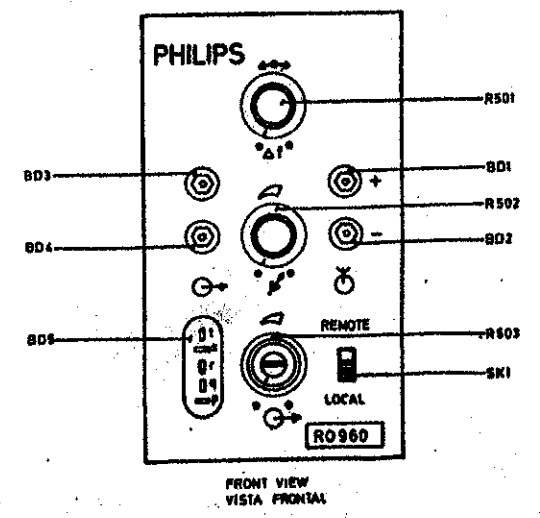 PHILIPS
R501
BD3
BD1
+
R502
BD4
-
BD2
BD5
REMOTE
R503
SK1
LOCAL
RO960
FRONT VIEW
VISTA FRONTAL